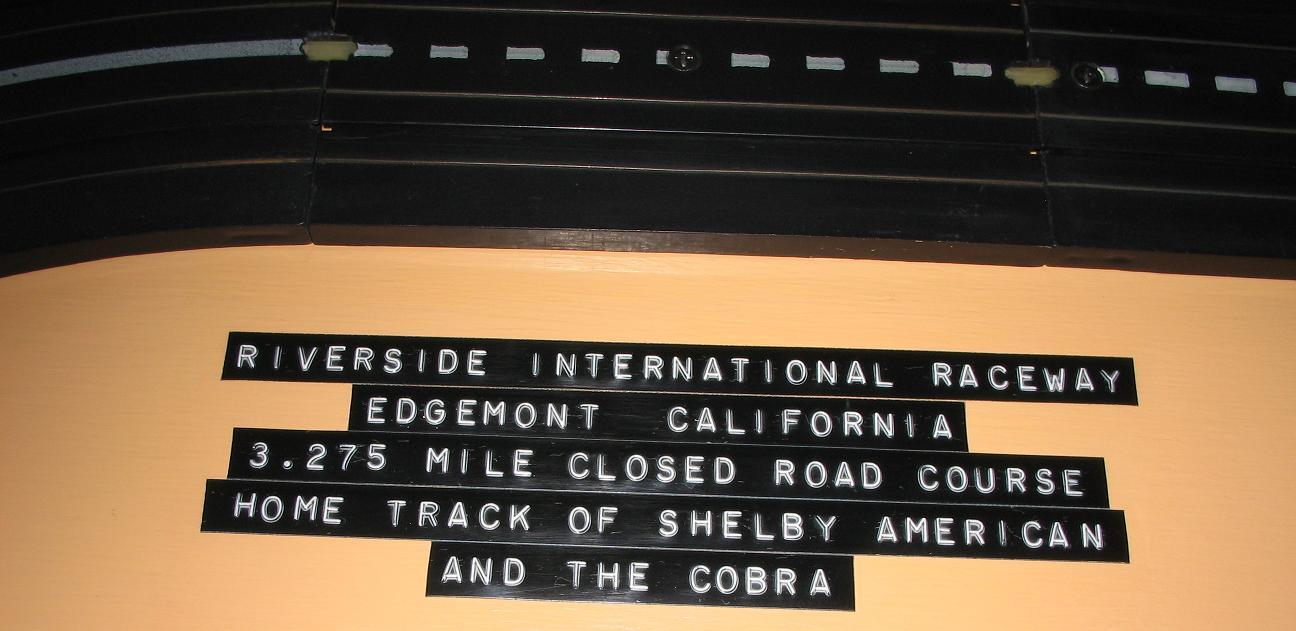 RIVERSIDE INTERNATIONAL RACEWAY
EDGEMONT CALIFORNIA
3.275 MILE CLOSED ROAD COURSE
HOME TRACK OF SHELBY AMERICAN
AND THE COBRA